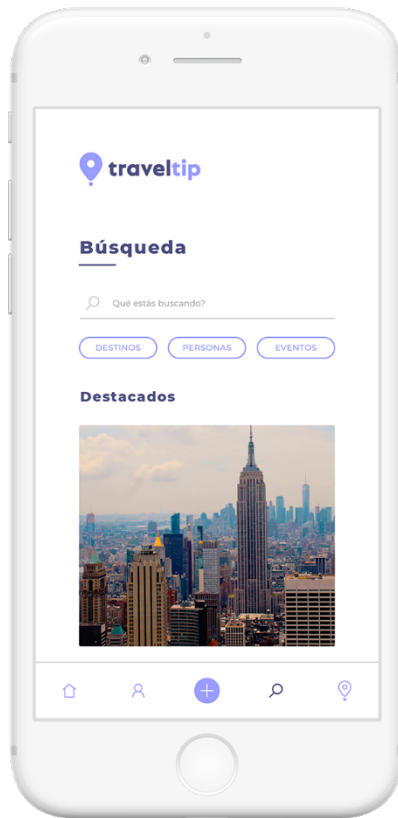 traveltip
Búsqueda
Qué estás buscando?
DESTINOS PERSONAS EVENTOS
Destacados